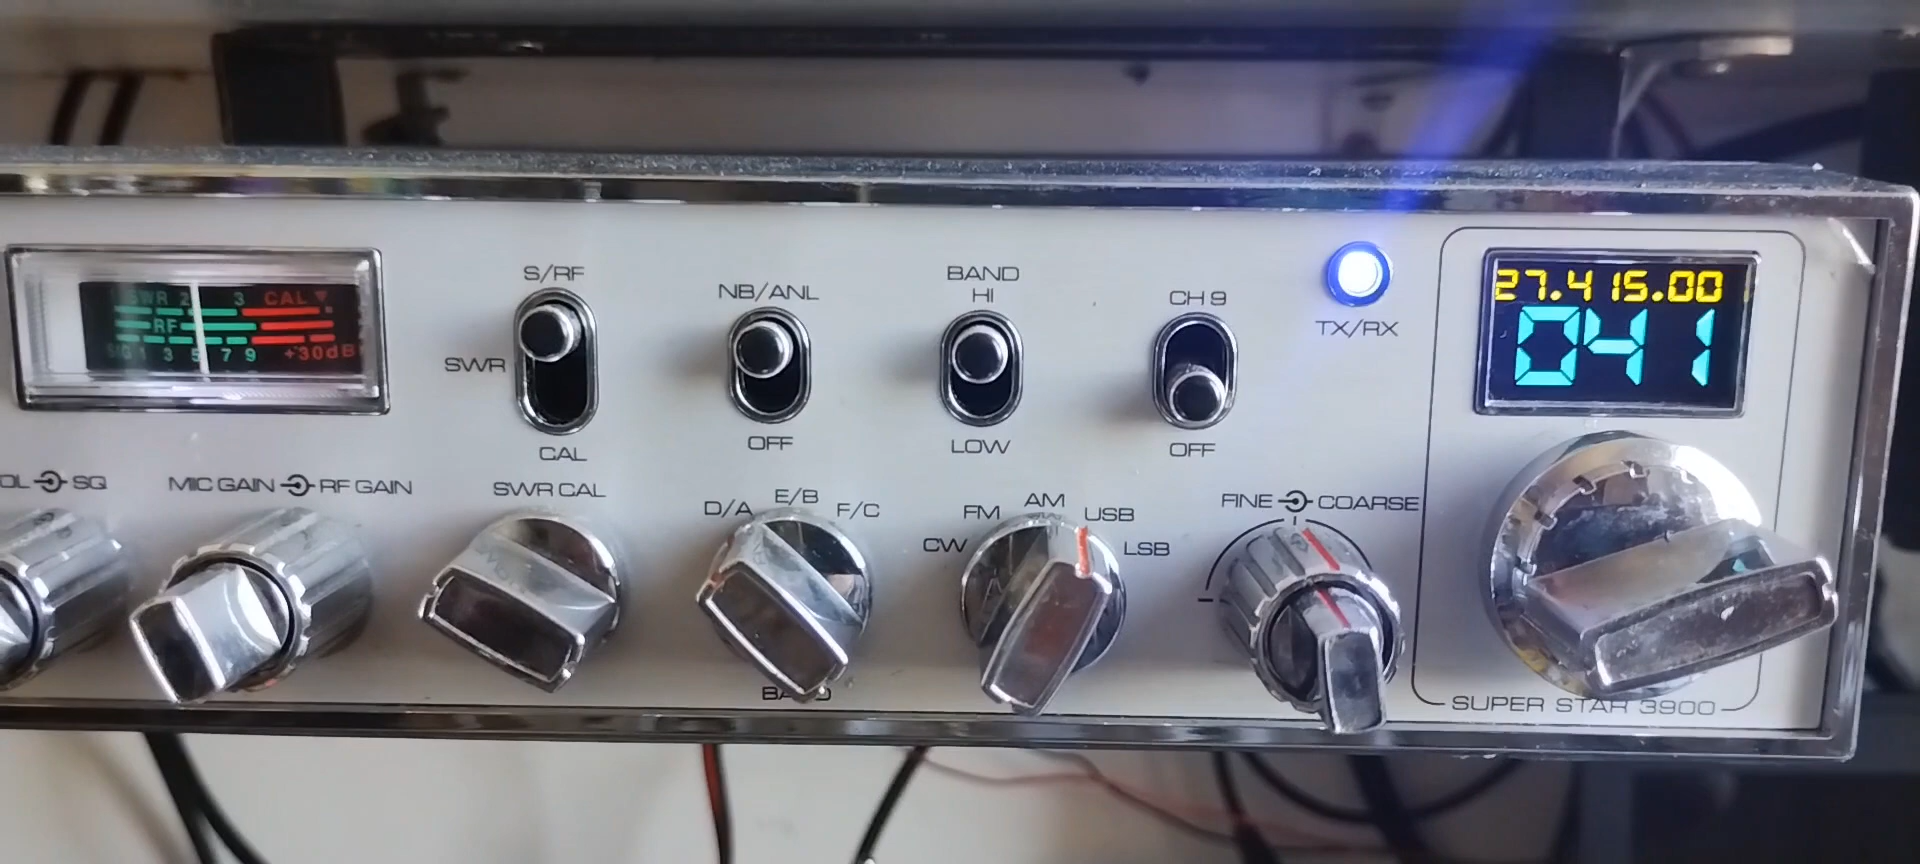 SWR 2 3 CAL
RF
SIG 1 3 5 7 9 +30dB
S/RF
SWR
CAL
NB/ANL
OFF
BAND
HI
LOW
CH 9
OFF
TX/RX
27.415.00
041
OL SQ
MIC GAIN RF GAIN
SWR CAL
D/A E/B F/C
BAND
CW FM AM USB LSB
FINE COARSE
SUPER STAR 3900